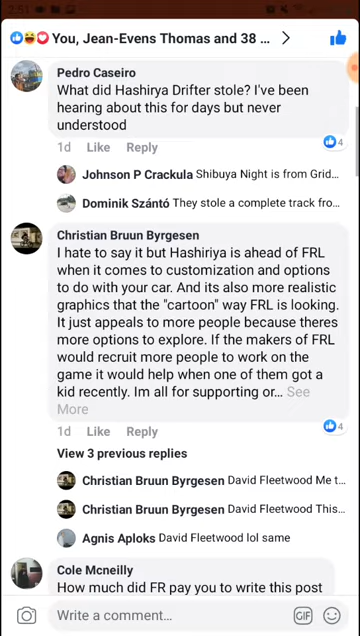 2:51
You, Jean-Evens Thomas and 38 ...
Pedro Caseiro
What did Hashirya Drifter stole? I've been
hearing about this for days but never
understood
1d Like Reply 4
Johnson P Crackula Shibuya Night is from Grid...
Dominik Szántó They stole a complete track fro...
Christian Bruun Byrgesen
I hate to say it but Hashiriya is ahead of FRL
when it comes to customization and options
to do with your car. And its also more realistic
graphics that the "cartoon" way FRL is looking.
It just appeals to more people because theres
more options to explore. If the makers of FRL
would recruit more people to work on the
game it would help when one of them got a
kid recently. Im all for supporting or... See
More
1d Like Reply 4
View 3 previous replies
Christian Bruun Byrgesen David Fleetwood Me t...
Christian Bruun Byrgesen David Fleetwood This...
Agnis Aploks David Fleetwood lol same
Cole Mcneilly
How much did FR pay you to write this post
Write a comment...
GIF